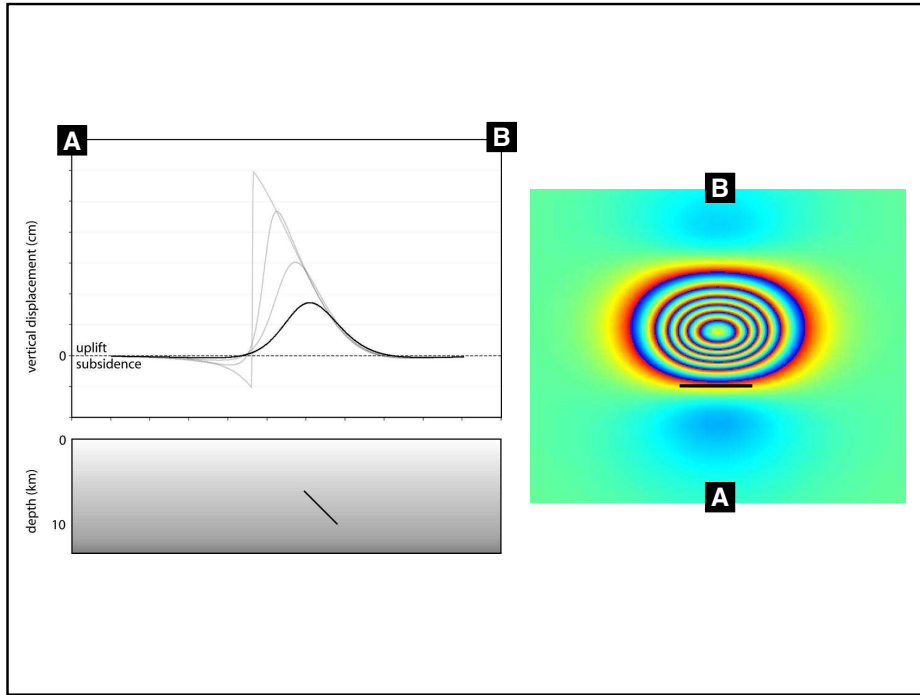 A
B
vertical displacement (cm)
uplift
0
subsidence
0
depth (km)
10
B
A